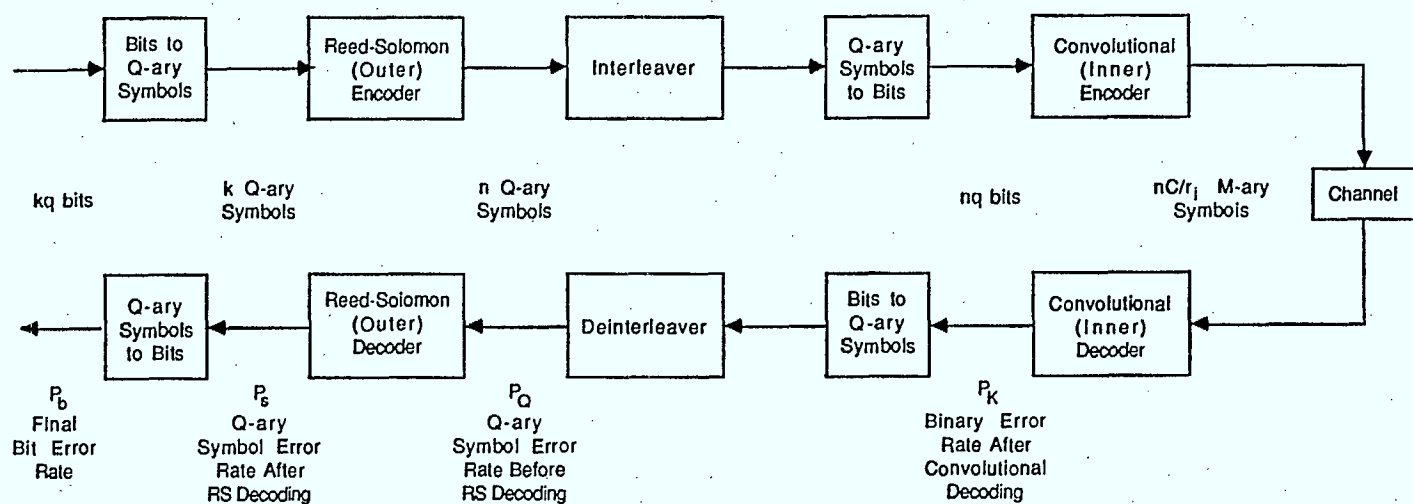 Bits to
Q-ary
Symbols
Reed-Solomon
(Outer)
Encoder
Interleaver
Q-ary
Symbols
to Bits
Convolutional
(Inner)
Encoder
kq bits
k Q-ary
Symbols
n Q-ary
Symbols
nq bits
nC/r_i M-ary
Symbols
Channel
Q-ary
Symbols
to Bits
Reed-Solomon
(Outer)
Decoder
Deinterleaver
Bits to
Q-ary
Symbols
Convolutional
(Inner)
Decoder
P_b
Final
Bit Error
Rate
P_s
Q-ary
Symbol Error
Rate After
RS Decoding
P_Q
Q-ary
Symbol Error
Rate Before
RS Decoding
P_K
Binary Error
Rate After
Convolutional
Decoding